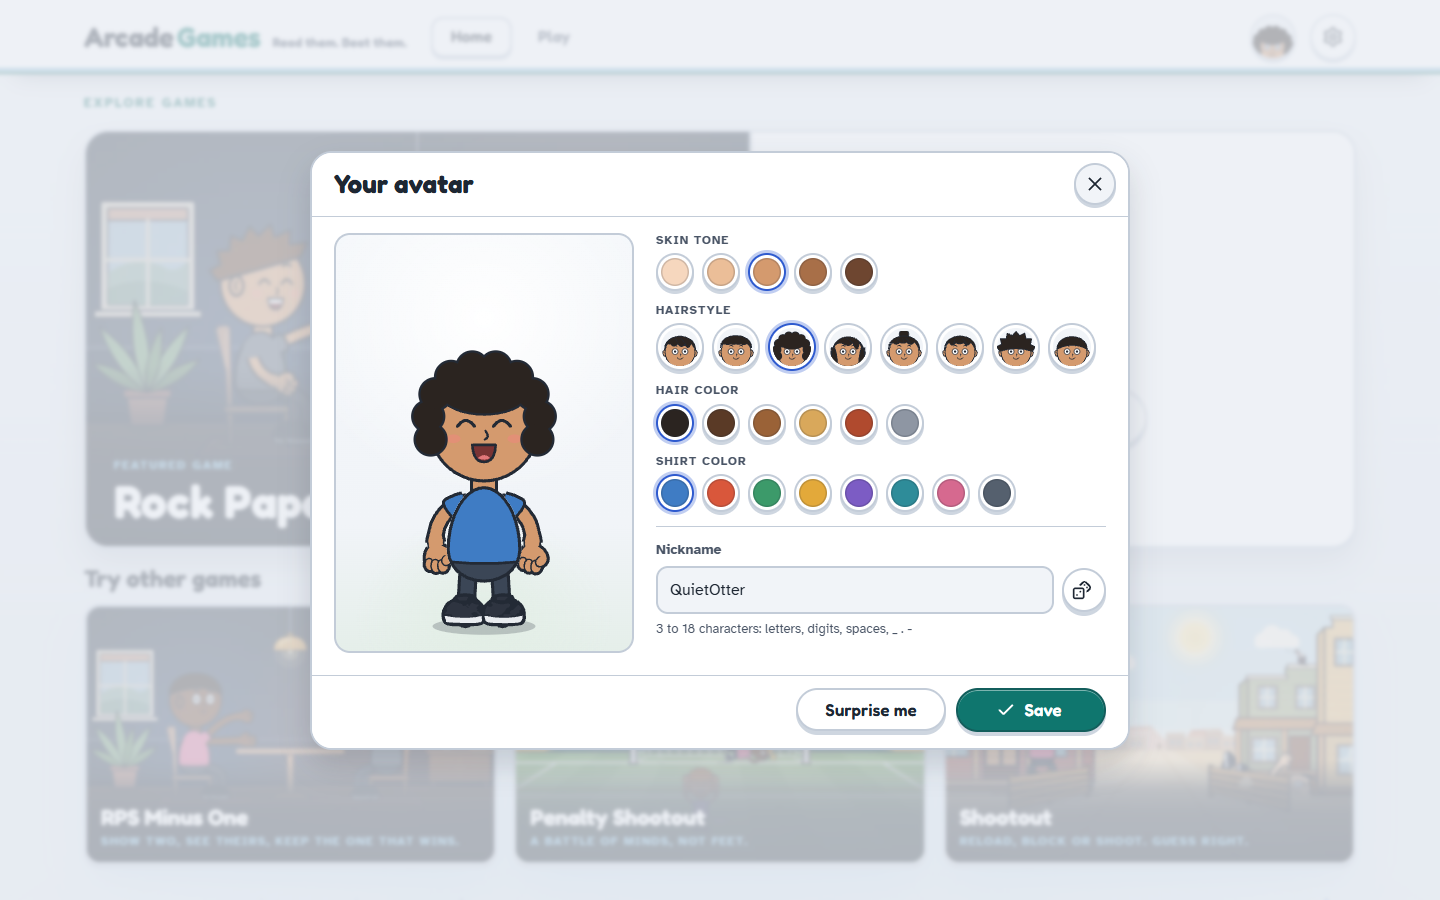 Arcade Games Read them. Beat them. Home Play
EXPLORE GAMES
Your avatar
SKIN TONE
HAIRSTYLE
HAIR COLOR
SHIRT COLOR
Nickname
QuietOtter
3 to 18 characters: letters, digits, spaces, _ . -
Surprise me
Save
FEATURED GAME
Rock Pape
Try other games
RPS Minus One
SHOW TWO, SEE THEIRS, KEEP THE ONE THAT WINS.
Penalty Shootout
A BATTLE OF MINDS, NOT FEET.
Shootout
RELOAD, BLOCK OR SHOOT. GUESS RIGHT.